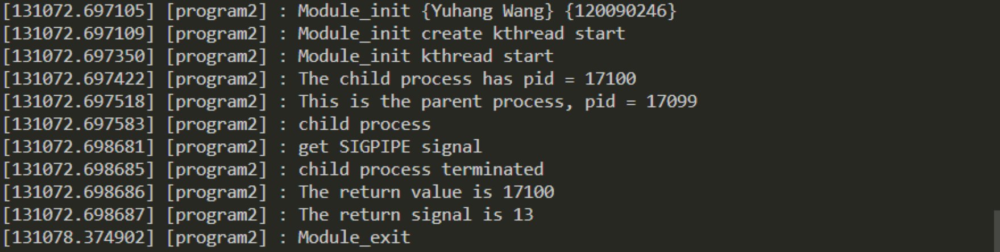 [131072.697105] [program2] : Module_init {Yuhang Wang} {120090246}
[131072.697109] [program2] : Module_init create kthread start
[131072.697350] [program2] : Module_init kthread start
[131072.697422] [program2] : The child process has pid = 17100
[131072.697518] [program2] : This is the parent process, pid = 17099
[131072.697583] [program2] : child process
[131072.698681] [program2] : get SIGPIPE signal
[131072.698685] [program2] : child process terminated
[131072.698686] [program2] : The return value is 17100
[131072.698687] [program2] : The return signal is 13
[131078.374902] [program2] : Module_exit